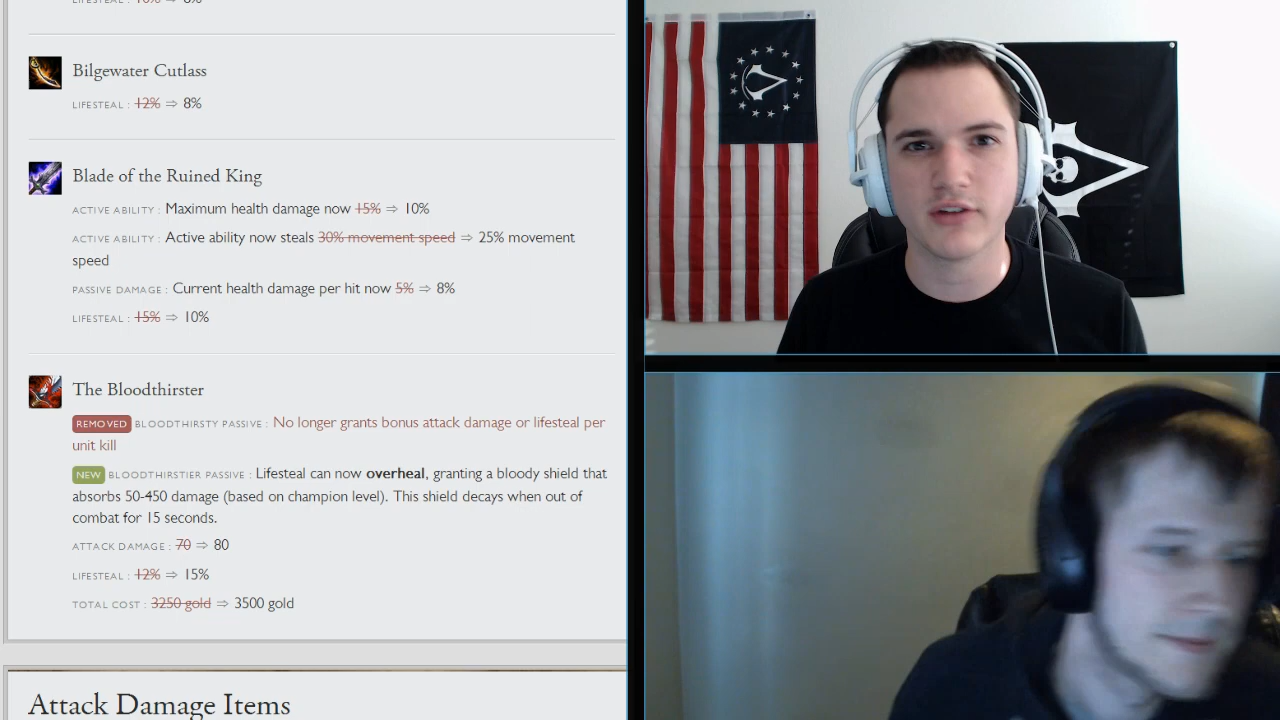 Bilgewater Cutlass
LIFESTEAL : 12% ⇒ 8%
Blade of the Ruined King
ACTIVE ABILITY : Maximum health damage now 15% ⇒ 10%
ACTIVE ABILITY : Active ability now steals 30% movement speed ⇒ 25% movement
speed
PASSIVE DAMAGE : Current health damage per hit now 5% ⇒ 8%
LIFESTEAL : 15% ⇒ 10%
The Bloodthirster
REMOVED BLOODTHIRSTY PASSIVE : No longer grants bonus attack damage or lifesteal per
unit kill
NEW BLOODTHIRSTIER PASSIVE : Lifesteal can now overheal, granting a bloody shield that
absorbs 50-450 damage (based on champion level). This shield decays when out of
combat for 15 seconds.
ATTACK DAMAGE : 70 ⇒ 80
LIFESTEAL : 12% ⇒ 15%
TOTAL COST : 3250 gold ⇒ 3500 gold
Attack Damage Items